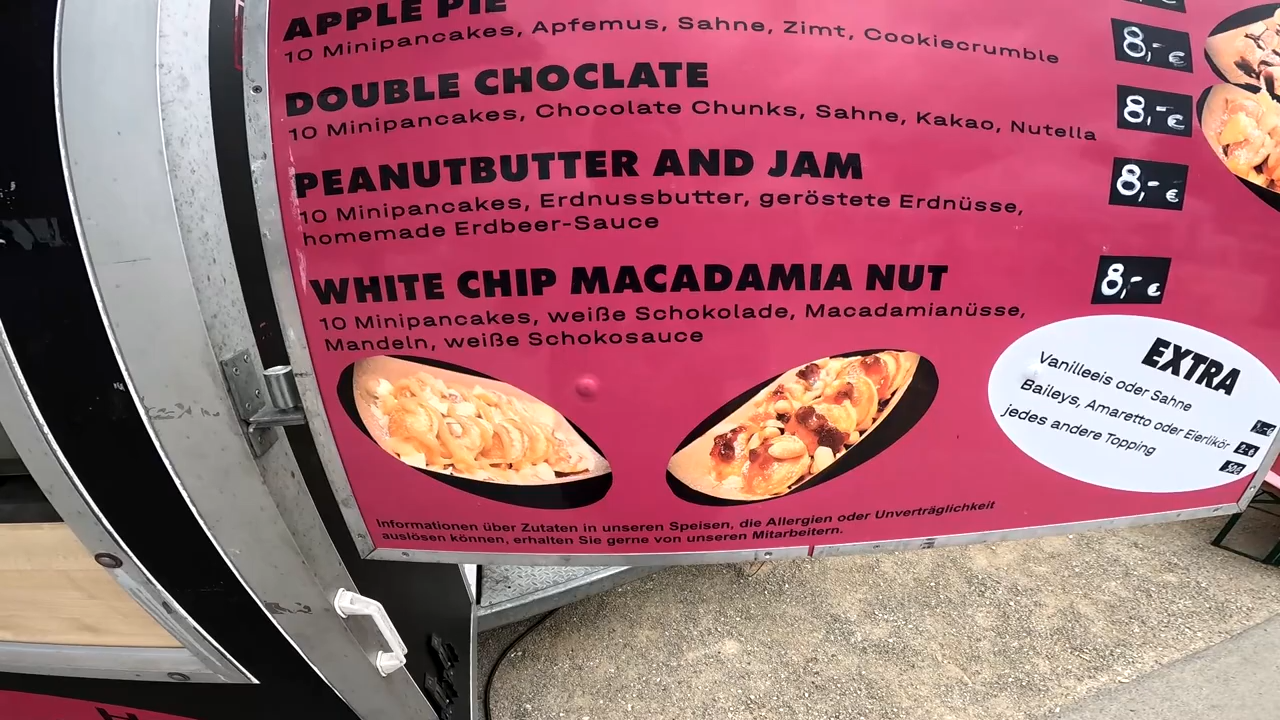 APPLE PIE
10 Minipancakes, Apfemus, Sahne, Zimt, Cookiecrumble
8,-€
DOUBLE CHOCLATE
10 Minipancakes, Chocolate Chunks, Sahne, Kakao, Nutella
8,-€
PEANUTBUTTER AND JAM
10 Minipancakes, Erdnussbutter, geröstete Erdnüsse,
homemade Erdbeer-Sauce
8,-€
WHITE CHIP MACADAMIA NUT
10 Minipancakes, weiße Schokolade, Macadamianüsse,
Mandeln, weiße Schokosauce
8,-€
EXTRA
Vanilleeis oder Sahne
Baileys, Amaretto oder Eierlikör
jedes andere Topping
Informationen über Zutaten in unseren Speisen, die Allergien oder Unverträglichkeit
auslösen können, erhalten Sie gerne von unseren Mitarbeitern.